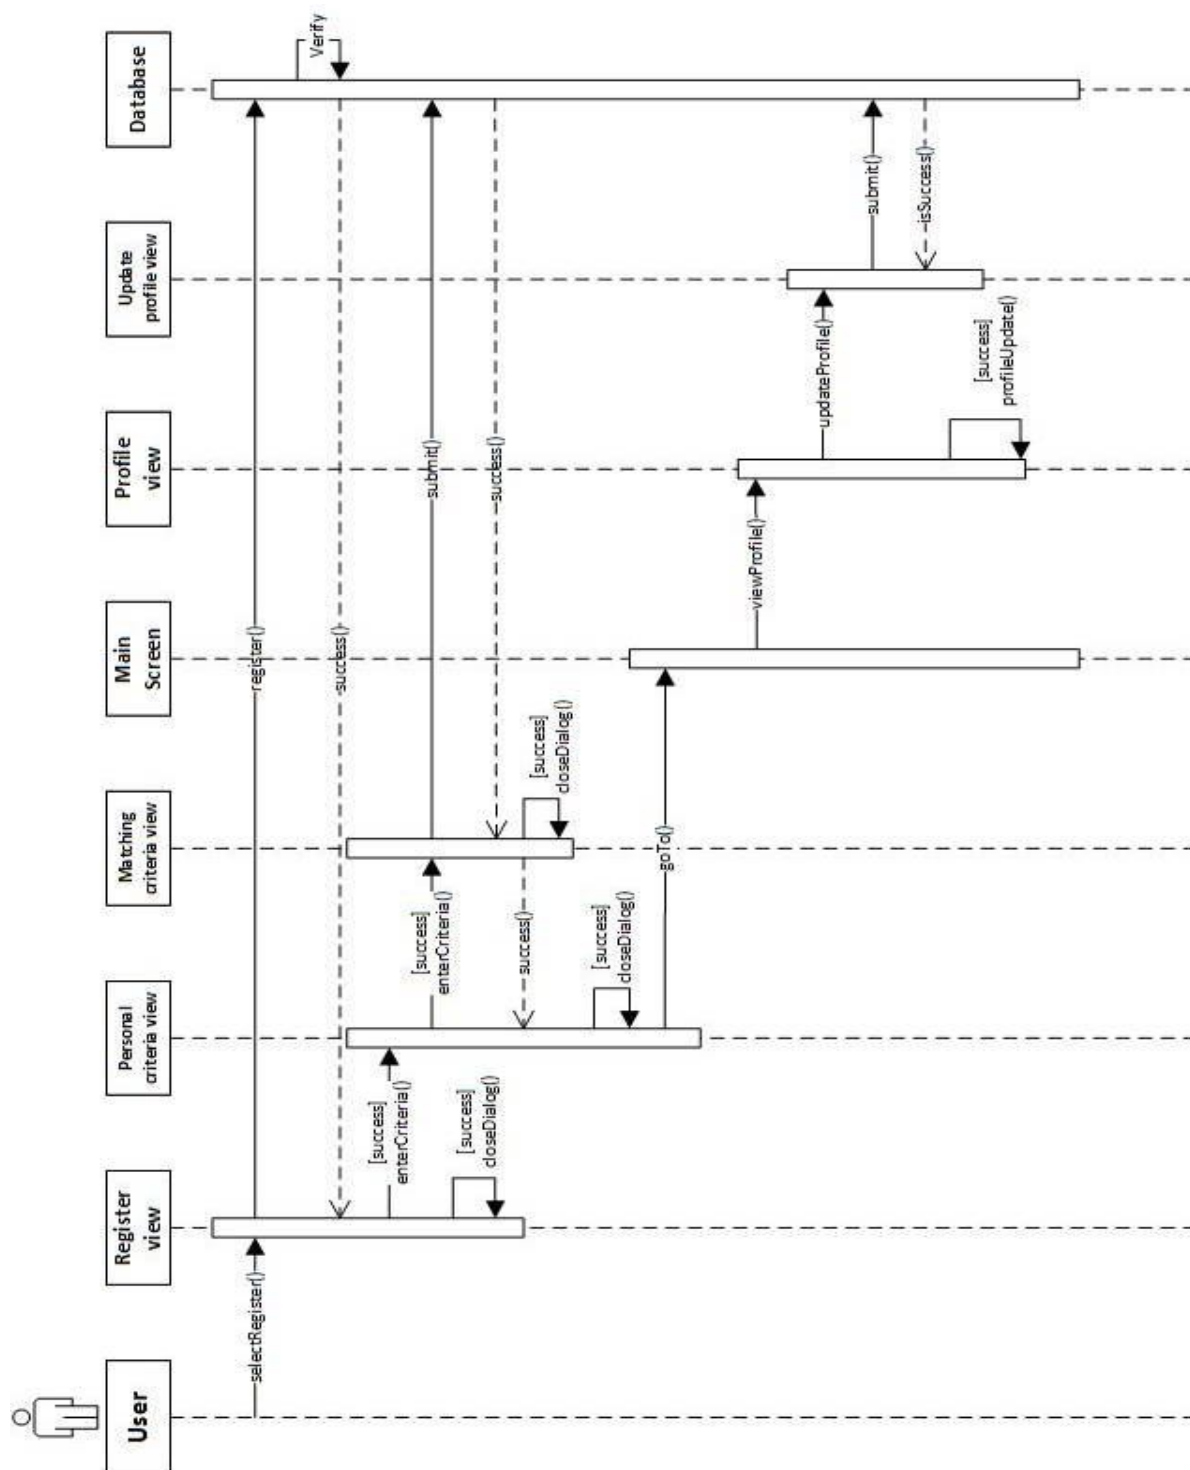 User
Register
view
Personal
criteria view
Matching
criteria view
Main
Screen
Profile
view
Update
profile view
Database
selectRegister()
register()
Verify
success()
[success]
enterCriteria()
[success]
enterCriteria()
submit()
[success]
closeDialog()
success()
success()
[success]
closeDialog()
[success]
closeDialog()
goTo()
viewProfile()
updateProfile()
submit()
isSuccess()
[success]
profileUpdate()